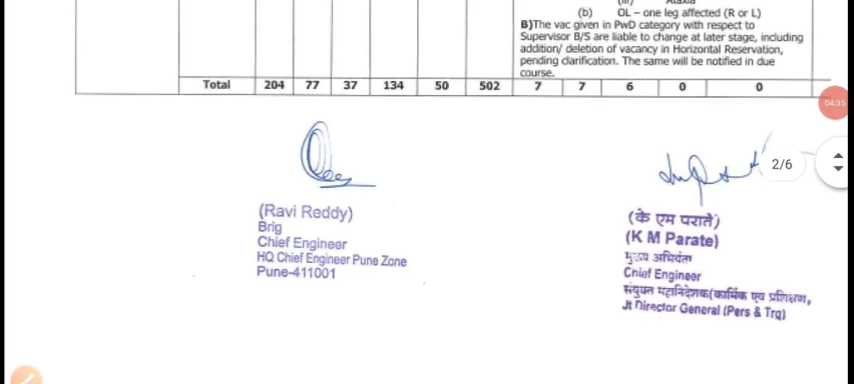 (iii) Ataxia
(b) OL – one leg affected (R or L)
B)The vac given in PwD category with respect to
Supervisor B/S are liable to change at later stage, including
addition/ deletion of vacancy in Horizontal Reservation,
pending clarification. The same will be notified in due
course.
Total 204 77 37 134 50 502 7 7 6 0 0
04:35
2/6
(Ravi Reddy)
Brig
Chief Engineer
HQ Chief Engineer Pune Zone
Pune-411001
(के एम पराते)
(K M Parate)
मुख्य अभियंता
Chief Engineer
संयुक्त महानिदेशक(कार्मिक एव प्रशिक्षण,
Jt Director General (Pers & Trg)